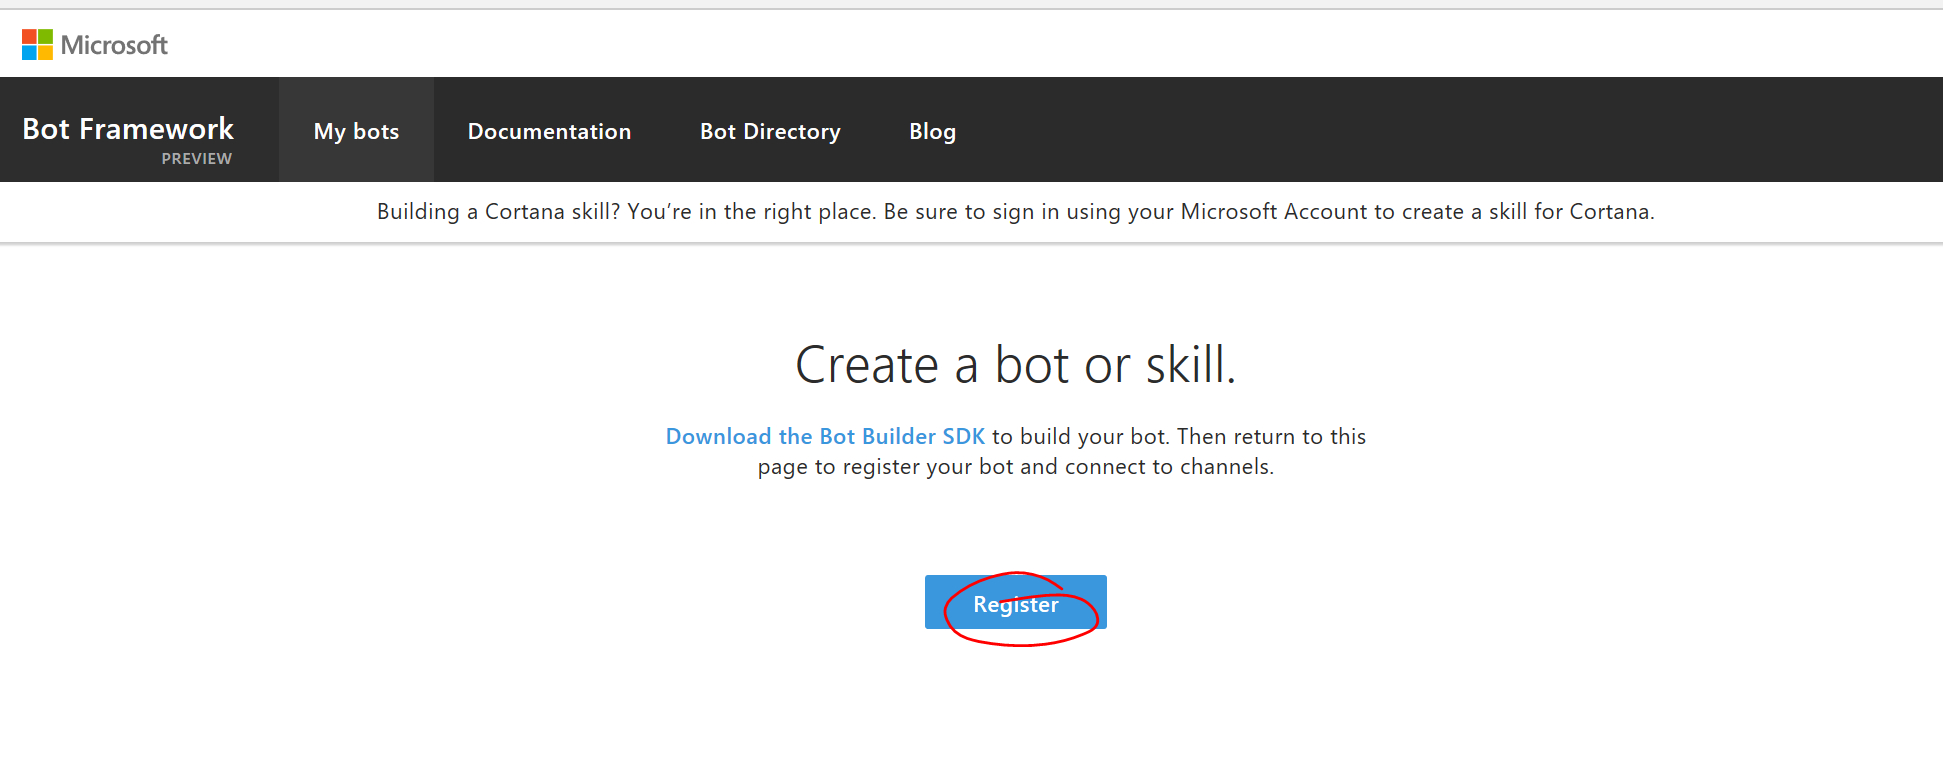 Microsoft
Bot Framework
PREVIEW
My bots
Documentation
Bot Directory
Blog
Building a Cortana skill? You’re in the right place. Be sure to sign in using your Microsoft Account to create a skill for Cortana.
Create a bot or skill.
Download the Bot Builder SDK to build your bot. Then return to this
page to register your bot and connect to channels.
Register